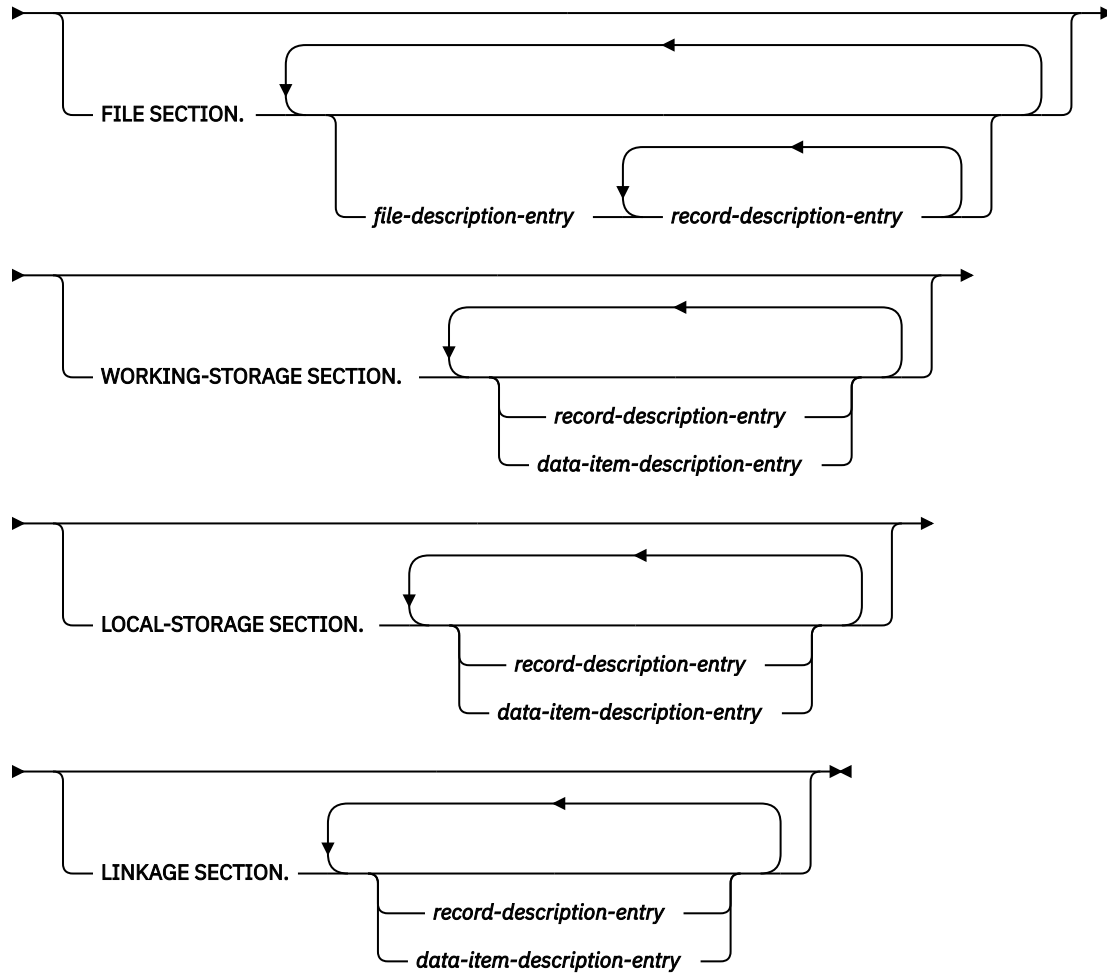 FILE SECTION.
file-description-entry record-description-entry
WORKING-STORAGE SECTION.
record-description-entry
data-item-description-entry
LOCAL-STORAGE SECTION.
record-description-entry
data-item-description-entry
LINKAGE SECTION.
record-description-entry
data-item-description-entry